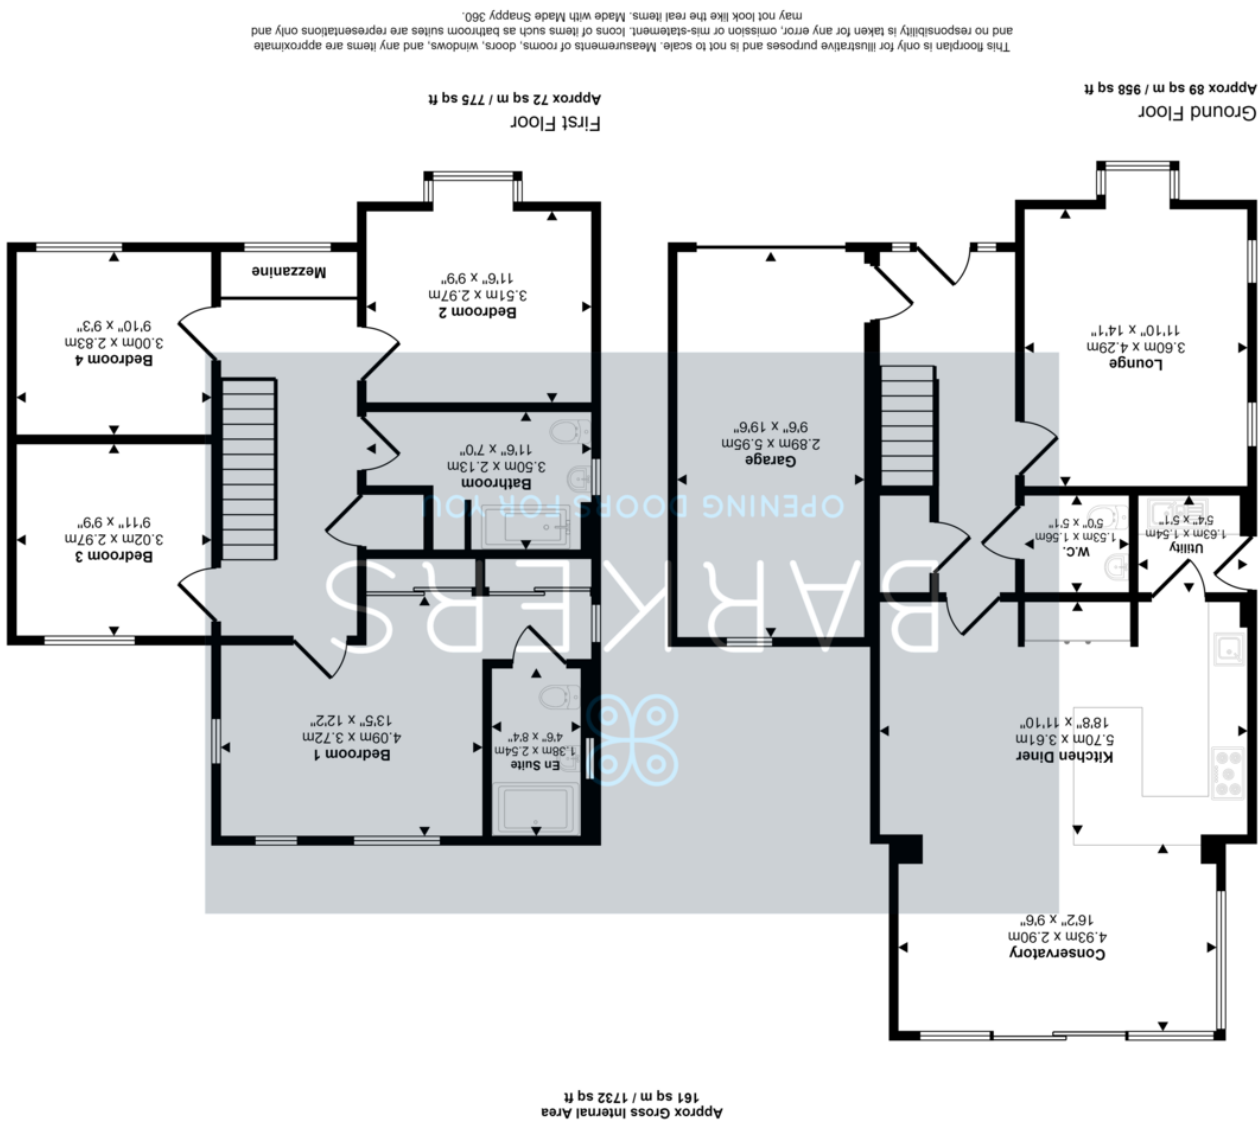 Approx Gross Internal Area
161 sq m / 1732 sq ft
Conservatory
4.93m x 2.90m
16'2" x 9'6"
Kitchen Diner
5.70m x 3.61m
18'8" x 11'10"
Utility
1.63m x 1.54m
5'4" x 5'1"
W.C.
1.53m x 1.56m
5'0" x 5'1"
Lounge
3.60m x 4.29m
11'10" x 14'1"
Garage
2.89m x 5.95m
9'6" x 19'6"
Ground Floor
Approx 89 sq m / 958 sq ft
En Suite
1.38m x 2.54m
4'6" x 8'4"
Bedroom 1
4.09m x 3.72m
13'5" x 12'2"
Bedroom 3
3.02m x 2.97m
9'11" x 9'9"
Bathroom
3.50m x 2.13m
11'6" x 7'0"
Bedroom 4
3.00m x 2.83m
9'10" x 9'3"
Bedroom 2
3.51m x 2.97m
11'6" x 9'9"
Mezzanine
First Floor
Approx 72 sq m / 775 sq ft
BARKERS
OPENING DOORS FOR YOU
This floorplan is only for illustrative purposes and is not to scale. Measurements of rooms, doors, windows, and any items are approximate
and no responsibility is taken for any error, omission or mis-statement. Icons of items such as bathroom suites are representations only and
may not look like the real items. Made with Made Snappy 360.